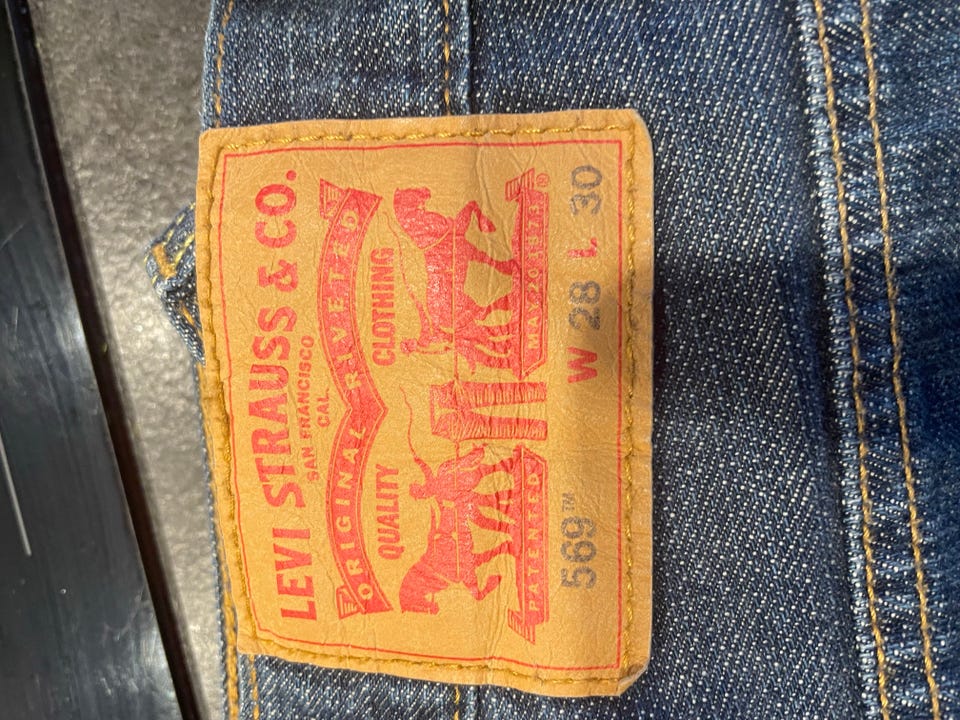 LEVI STRAUSS & CO.
SAN FRANCISCO
CAL.
ORIGINAL RIVETED
QUALITY CLOTHING
PATENTED MAY 20 1873 ®
569™ W 28 L 30